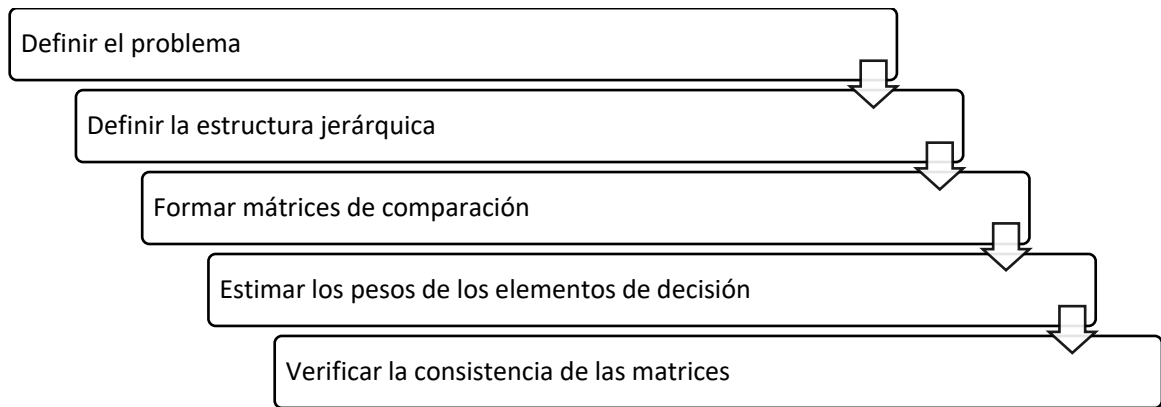 Definir el problema
Definir la estructura jerárquica
Formar mátrices de comparación
Estimar los pesos de los elementos de decisión
Verificar la consistencia de las matrices